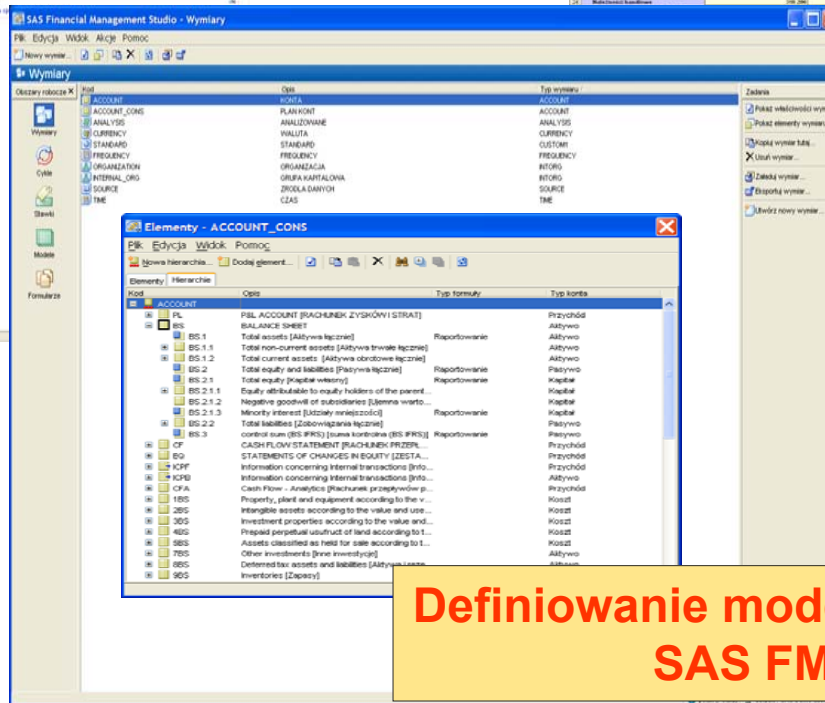 SAS Financial Management Studio - Wymiary
Plik Edycja Widok Akcje Pomoc
Nowy wymiar...
Wymiary
Obszary robocze X
Wymiary
Cykle
Stawki
Modele
Formularze
Kod Opis Typ wymiaru
ACCOUNT KONTA ACCOUNT
ACCOUNT_CONS PLAN KONT ACCOUNT
ANALYSIS ANALIZOWANE ANALYSIS
CURRENCY WALUTA CURRENCY
STANDARD STANDARD CUSTOM1
FREQUENCY FREQUENCY FREQUENCY
ORGANIZATION ORGANIZACJA INTORG
INTERNAL_ORG GRUPA KAPITALOWA INTORG
SOURCE ZRODLA DANYCH SOURCE
TIME CZAS TIME
Zadania
Pokaż właściwości wym
Pokaż elementy wymiaru
Kopiuj wymiar tutaj...
Usuń wymiar...
Załaduj wymiar...
Eksportuj wymiar...
Utwórz nowy wymiar...
Elementy - ACCOUNT_CONS
Plik Edycja Widok Pomoc
Nowa hierarchia... Dodaj element...
Elementy Hierarchie
Kod Opis Typ formuły Typ konta
ACCOUNT
PL P&L ACCOUNT [RACHUNEK ZYSKÓW I STRAT] Przychód
BS BALANCE SHEET Aktywo
BS.1 Total assets [Aktywa łącznie] Raportowanie Aktywo
BS.1.1 Total non-current assets [Aktywa trwałe łącznie] Aktywo
BS.1.2 Total current assets [Aktywa obrotowe łącznie] Aktywo
BS.2 Total equity and liabilities [Pasywa łącznie] Raportowanie Pasywo
BS.2.1 Total equity [Kapitał własny] Raportowanie Kapitał
BS.2.1.1 Equity attributable to equity holders of the parent... Kapitał
BS.2.1.2 Negative goodwill of subsidiaries [Ujemna warto... Kapitał
BS.2.1.3 Minority interest [Udziały mniejszości] Raportowanie Kapitał
BS.2.2 Total liabilities [Zobowiązania łącznie] Pasywo
BS.3 control sum (BS IFRS) [suma kontrolna (BS IFRS)] Raportowanie Pasywo
CF CASH FLOW STATEMENT [RACHUNEK PRZEPŁ... Przychód
EQ STATEMENTS OF CHANGES IN EQUITY [ZESTA... Przychód
ICPF Information concerning internal transactions [Info... Przychód
ICPB Information concerning internal transactions [Info... Aktywo
CFA Cash Flow - Analytics [Rachunek przepływów p... Przychód
1BS Property, plant and equipment according to the v... Koszt
2BS Intangible assets according to the value and use... Koszt
3BS Investment properties according to the value and... Koszt
4BS Prepaid perpetual usufruct of land according to t... Koszt
5BS Assets classified as held for sale according to t... Koszt
7BS Other investments [Inne inwestycje] Aktywo
8BS Deferred tax assets and liabilities [Aktywa
9BS Inventories [Zapasy]
Definiowanie mode
SAS FM